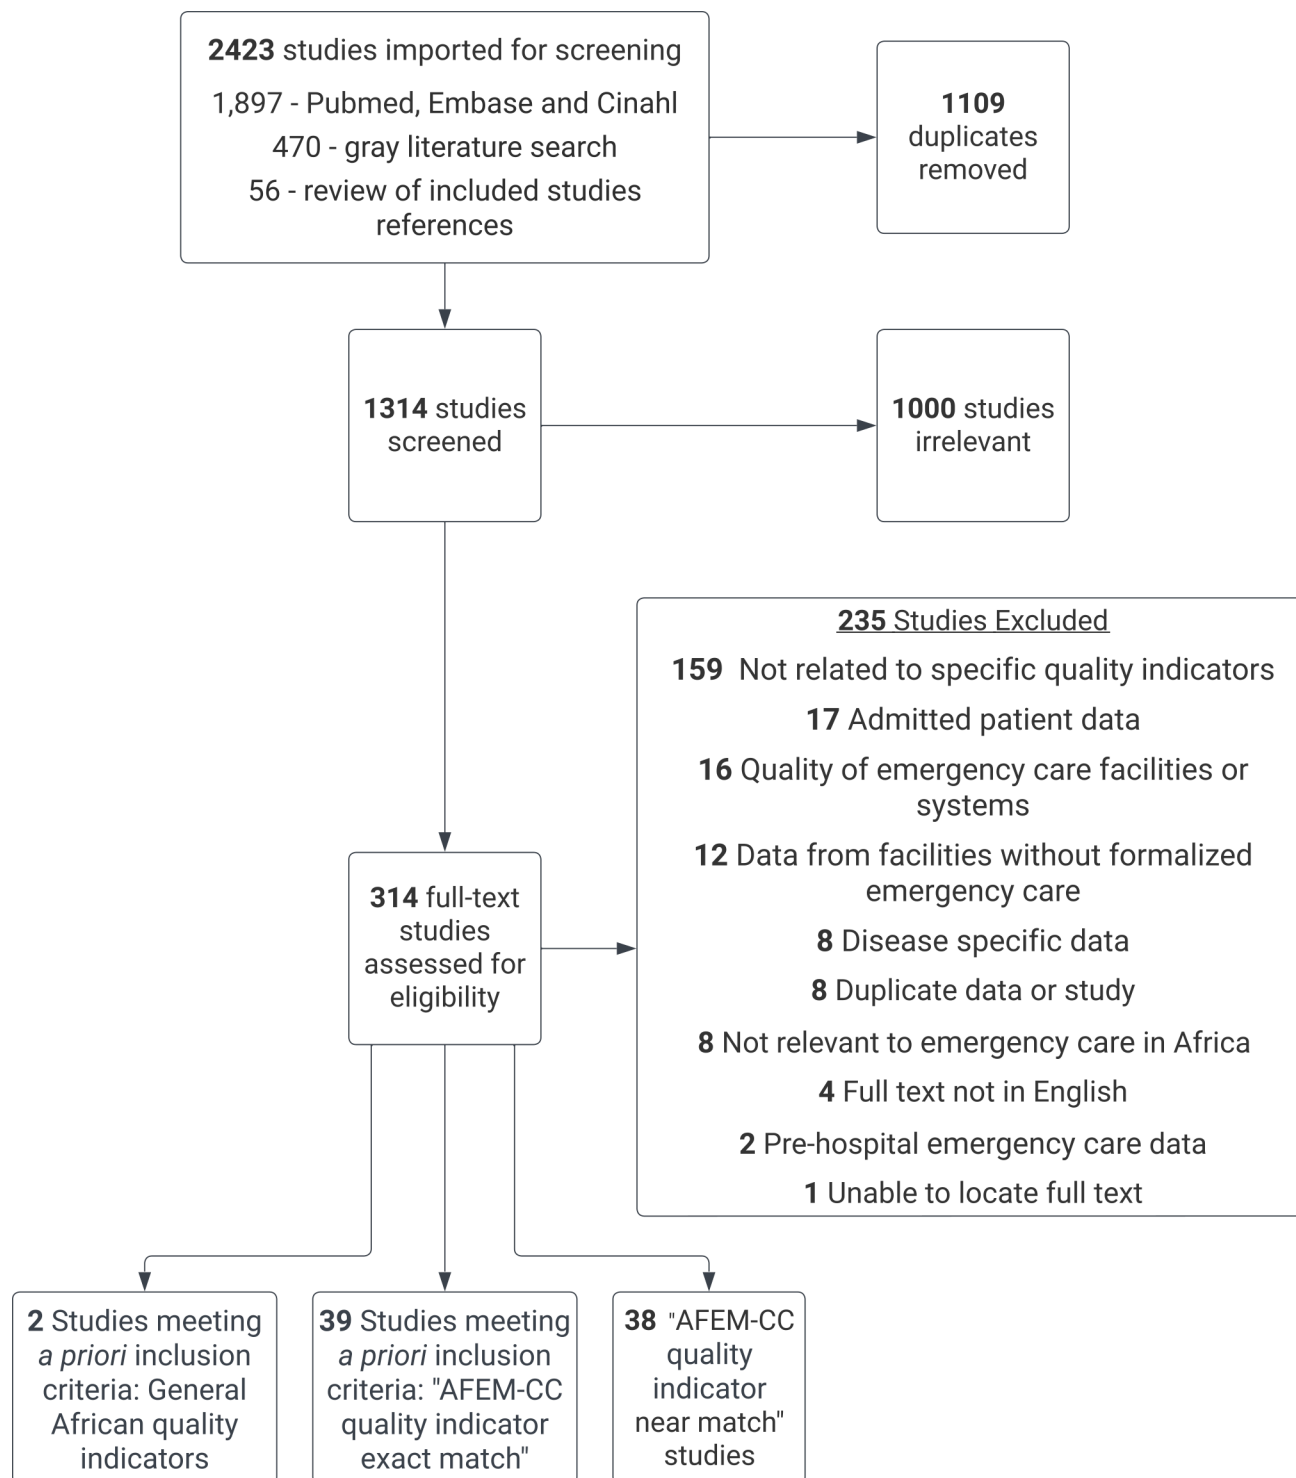 2423 studies imported for screening
1,897 - Pubmed, Embase and Cinahl
470 - gray literature search
56 - review of included studies
references
1109
duplicates
removed
1314 studies
screened
1000 studies
irrelevant
314 full-text
studies
assessed for
eligibility
235 Studies Excluded
159 Not related to specific quality indicators
17 Admitted patient data
16 Quality of emergency care facilities or
systems
12 Data from facilities without formalized
emergency care
8 Disease specific data
8 Duplicate data or study
8 Not relevant to emergency care in Africa
4 Full text not in English
2 Pre-hospital emergency care data
1 Unable to locate full text
2 Studies meeting
a priori inclusion
criteria: General
African quality
indicators
39 Studies meeting
a priori inclusion
criteria: "AFEM-CC
quality indicator
exact match"
38 "AFEM-CC
quality
indicator
near match"
studies